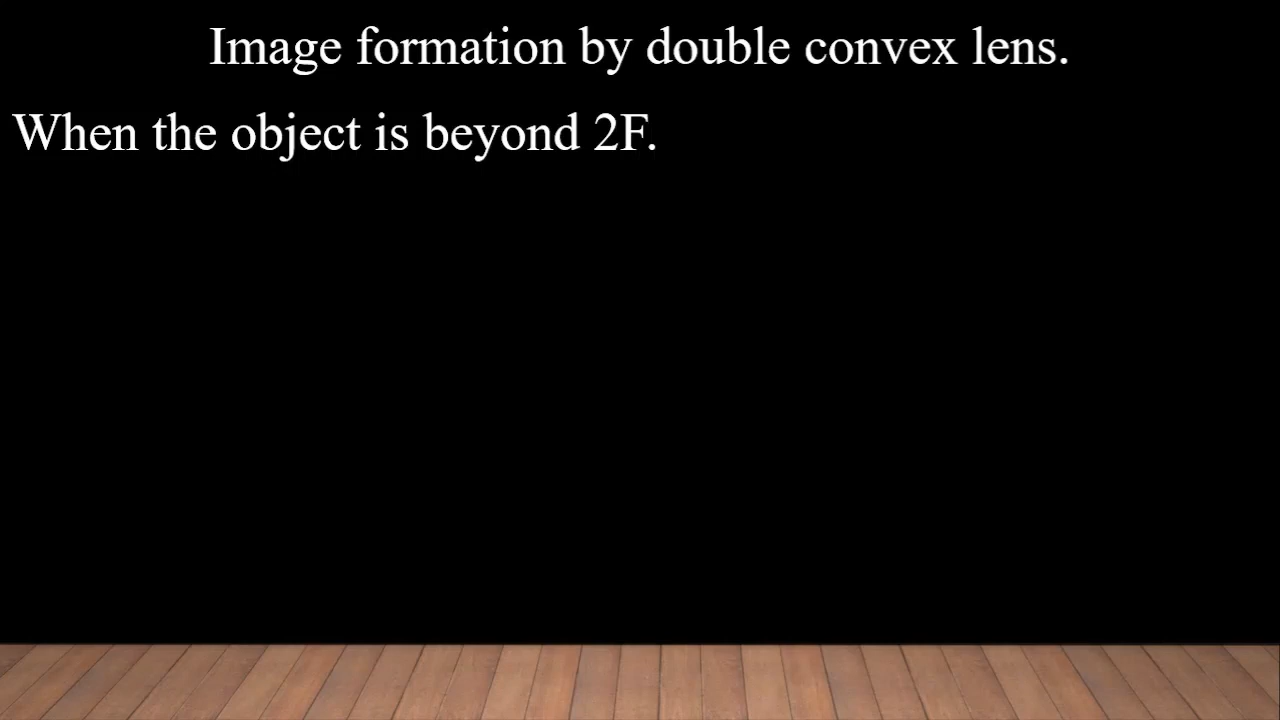 Image formation by double convex lens.
When the object is beyond 2F.